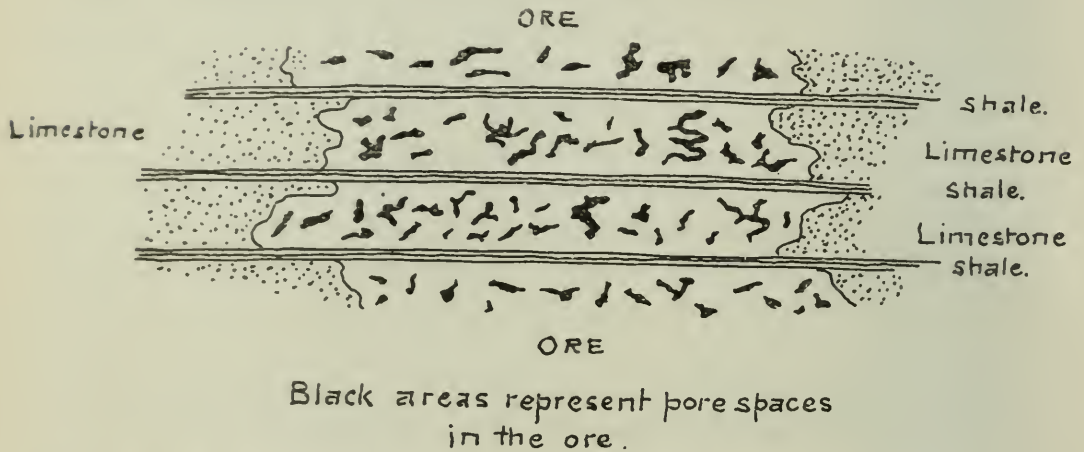 ORE
Limestone
Shale.
Limestone
Shale.
Limestone
Shale.
ORE
Black areas represent pore spaces
in the ore.